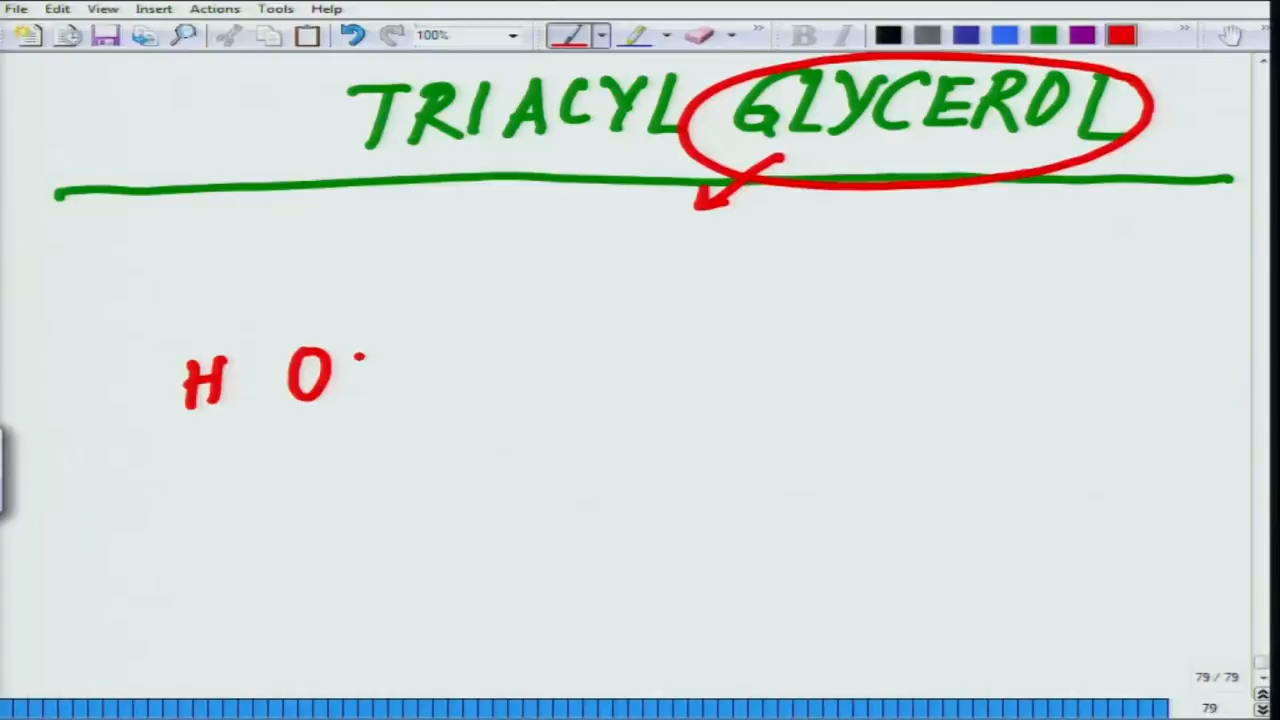 File Edit View Insert Actions Tools Help
100%
B I
TRIACYL GLYCEROL
H O
79 / 79
79